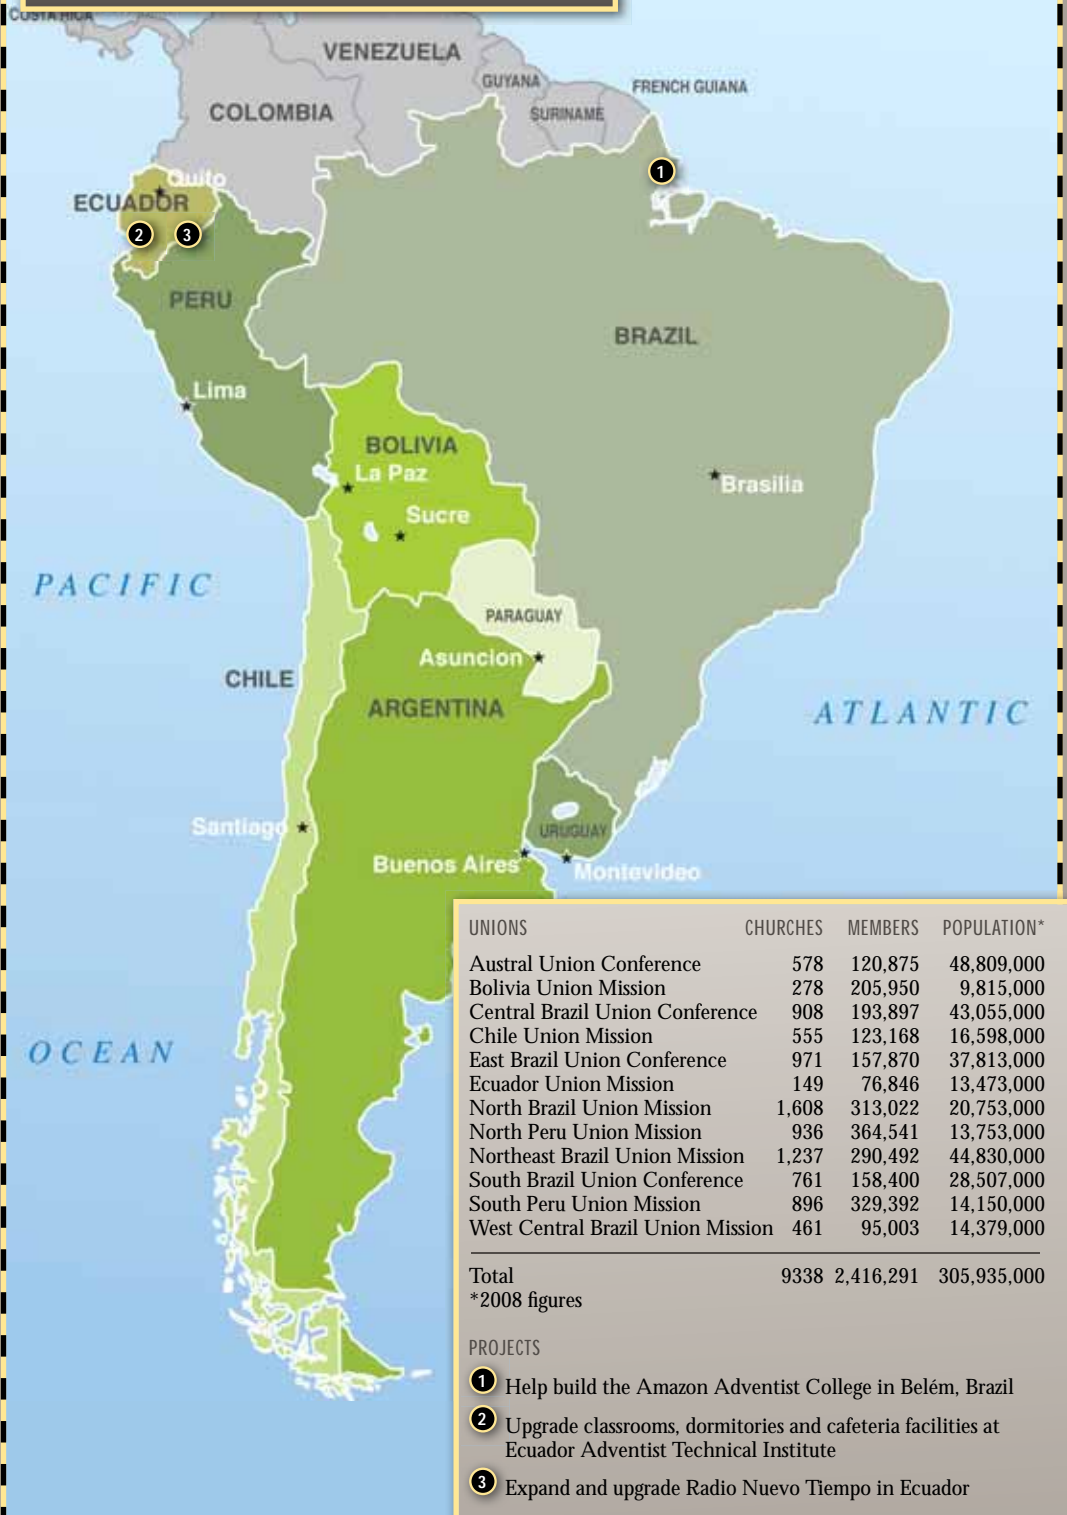 COSTA RICA
VENEZUELA
GUYANA
FRENCH GUIANA
COLOMBIA
SURINAME
1
Quito
ECUADOR
2 3
PERU
BRAZIL
Lima
BOLIVIA
La Paz
Brasilia
Sucre
PACIFIC
PARAGUAY
Asuncion
CHILE
ARGENTINA
ATLANTIC
Santiago
URUGUAY
Buenos Aires
Montevideo
OCEAN
UNIONS CHURCHES MEMBERS POPULATION*
Austral Union Conference 578 120,875 48,809,000
Bolivia Union Mission 278 205,950 9,815,000
Central Brazil Union Conference 908 193,897 43,055,000
Chile Union Mission 555 123,168 16,598,000
East Brazil Union Conference 971 157,870 37,813,000
Ecuador Union Mission 149 76,846 13,473,000
North Brazil Union Mission 1,608 313,022 20,753,000
North Peru Union Mission 936 364,541 13,753,000
Northeast Brazil Union Mission 1,237 290,492 44,830,000
South Brazil Union Conference 761 158,400 28,507,000
South Peru Union Mission 896 329,392 14,150,000
West Central Brazil Union Mission 461 95,003 14,379,000
Total 9338 2,416,291 305,935,000
*2008 figures
PROJECTS
1 Help build the Amazon Adventist College in Belém, Brazil
2 Upgrade classrooms, dormitories and cafeteria facilities at
Ecuador Adventist Technical Institute
3 Expand and upgrade Radio Nuevo Tiempo in Ecuador